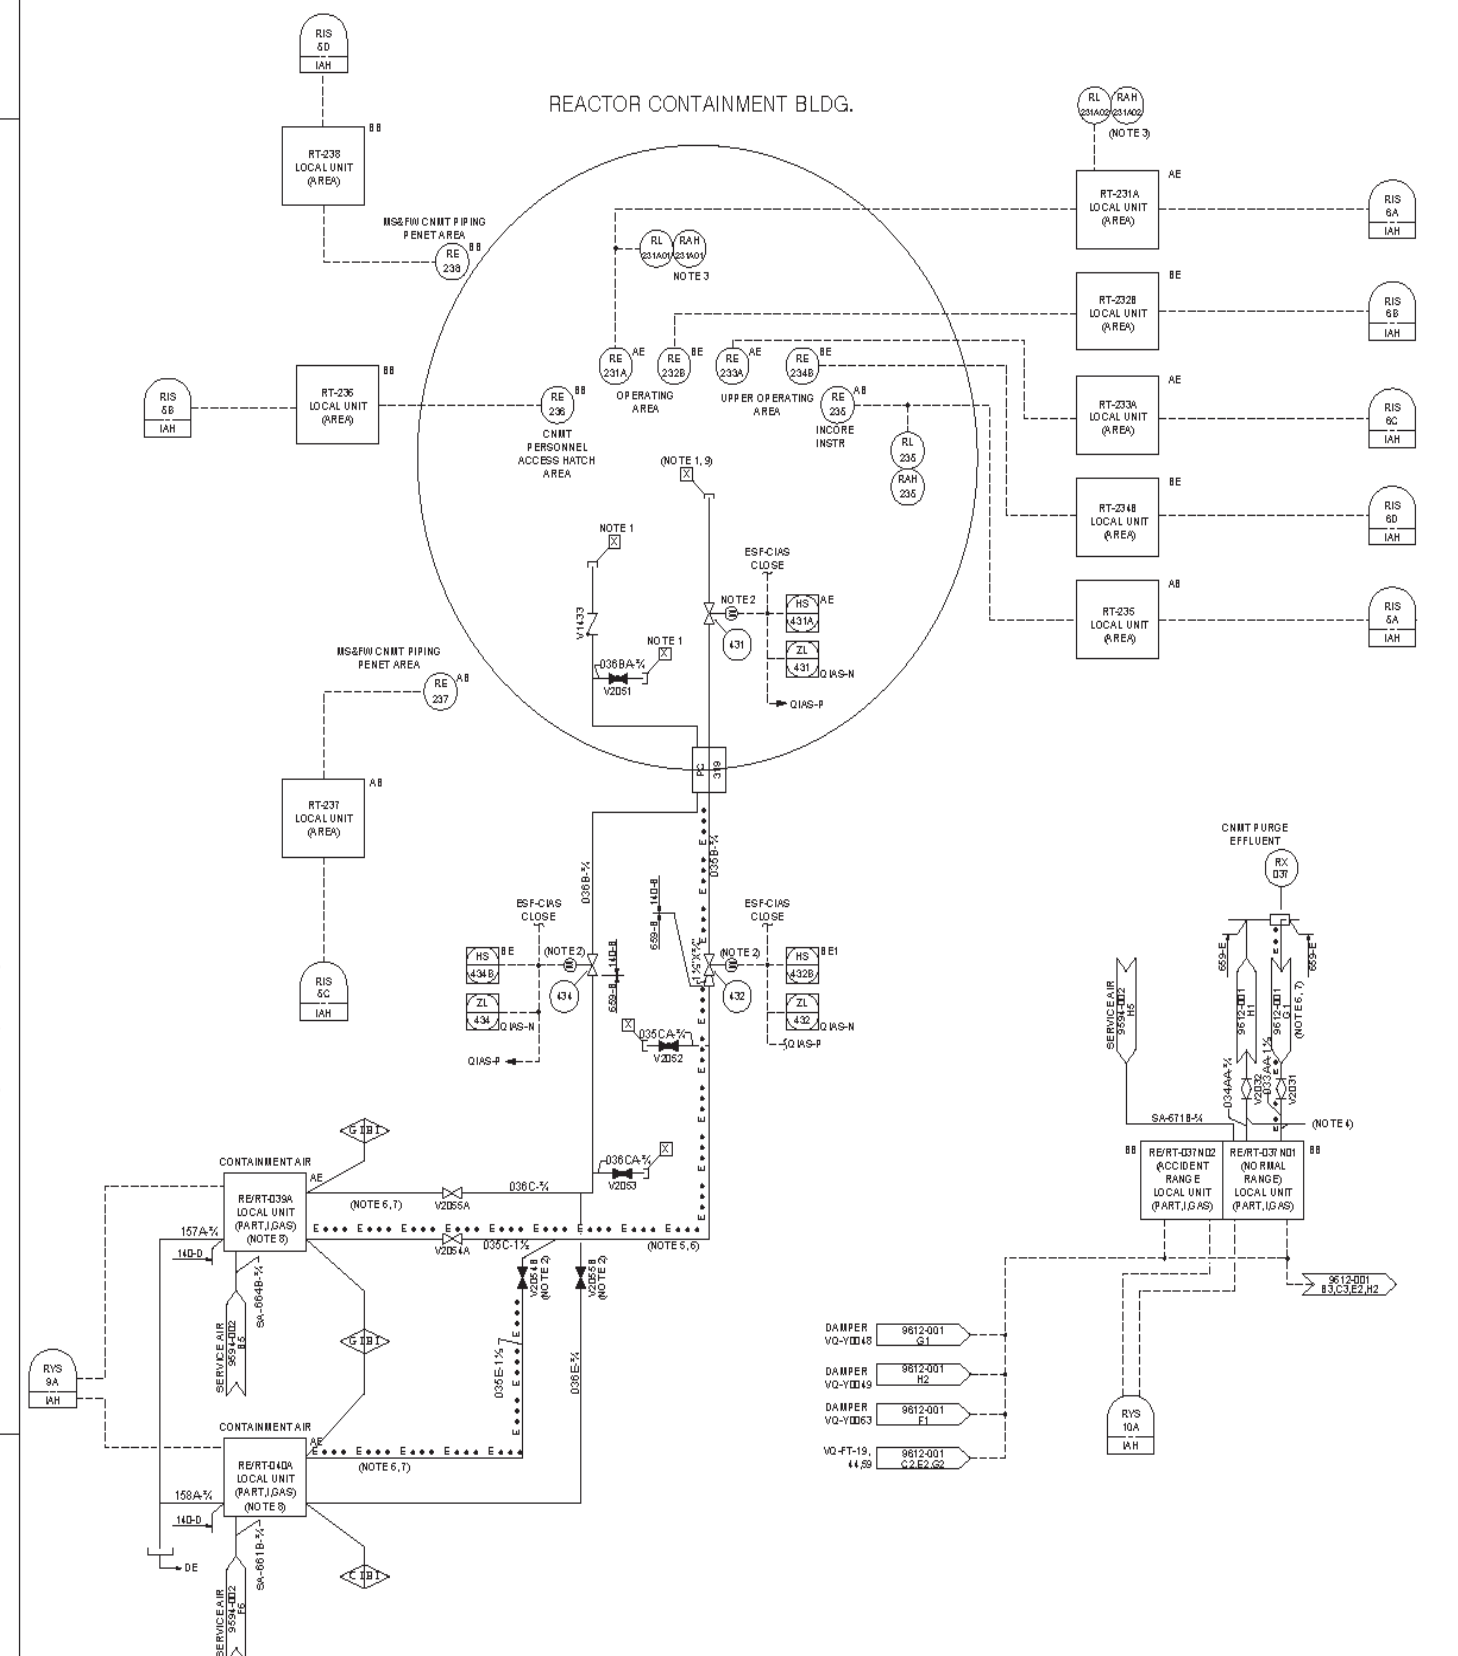 RIS
5D
IAH
BB
RT-238
LOCAL UNIT
(AREA)
MS&FW CNMT PIPING
PENET AREA
RE
238
BB
REACTOR CONTAINMENT BLDG.
RL
231A02
RAH
231A02
(NOTE 3)
AE
RT-231A
LOCAL UNIT
(AREA)
RIS
6A
IAH
RL
231A01
RAH
231A01
NOTE 3
BE
RT-232B
LOCAL UNIT
(AREA)
RIS
6B
IAH
RE
231A
AE
RE
232B
BE
RE
233A
AE
RE
234B
BE
OPERATING
AREA
UPPER OPERATING
AREA
RE
235
AB
INCORE
INSTR
RL
235
RAH
235
AE
RT-233A
LOCAL UNIT
(AREA)
RIS
6C
IAH
RIS
5B
IAH
BB
RT-236
LOCAL UNIT
(AREA)
RE
236
BB
CNMT
PERSONNEL
ACCESS HATCH
AREA
BE
RT-234B
LOCAL UNIT
(AREA)
RIS
6D
IAH
(NOTE 1,9)
X
NOTE 1
X
ESF-CIAS
CLOSE
NOTE 2
HS
431A
AE
431
ZL
431
QIAS-N
QIAS-P
V1433
NOTE 1
X
036BA-¾
V2051
AB
RT-235
LOCAL UNIT
(AREA)
RIS
5A
IAH
MS&FW CNMT PIPING
PENET AREA
RE
237
AB
AB
RT-237
LOCAL UNIT
(AREA)
RIS
5C
IAH
319
036B-¾
035B-¾
E
ESF-CIAS
CLOSE
HS
434B
BE
(NOTE 2)
434
ZL
434
QIAS-N
QIAS-P
140-B
659-B
140-B
659-B
1½"X¾"
ESF-CIAS
CLOSE
(NOTE 2)
HS
432B
BE1
432
ZL
432
QIAS-N
QIAS-P
X
035CA-¾
V2052
X
036CA-¾
V2053
CNMT PURGE
EFFLUENT
RX
037
659-E
659-E
SERVICE AIR
9594-002
H5
9612-001
H1
9612-001
G1
(NOTE 6,7)
034AA-¾
V2032
033AA-1½
V2031
SA-671B-¾
(NOTE 4)
BB
RE/RT-037N02
(ACCIDENT
RANGE
LOCAL UNIT
(PART,I,GAS)
RE/RT-037N01
(NORMAL
RANGE)
LOCAL UNIT
(PART,I,GAS)
BB
9612-001
B3,C3,E2,H2
DAMPER
VQ-Y0048
9612-001
G1
DAMPER
VQ-Y0049
9612-001
H2
DAMPER
VQ-Y0063
9612-001
F1
VQ-FT-19,
44,59
9612-001
C2,E2,G2
RYS
10A
IAH
G1B1
CONTAINMENT AIR
AE
RE/RT-039A
LOCAL UNIT
(PART,I,GAS)
(NOTE 8)
(NOTE 6,7)
V2055A
036C-¾
E E E E E E E E E
V2054A
035C-1½
(NOTE 5,6)
157A-¾
140-D
SA-664B-¾
SERVICE AIR
9594-002
B5
V2054B
(NOTE 2)
V2055B
(NOTE 2)
035E-1½
036E-¾
G1B1
RYS
9A
IAH
CONTAINMENT AIR
AE
RE/RT-040A
LOCAL UNIT
(PART,I,GAS)
(NOTE 8)
E E E E E
(NOTE 6,7)
158A-¾
140-D
DE
SA-661B-¾
SERVICE AIR
9594-002
F6
C1B1